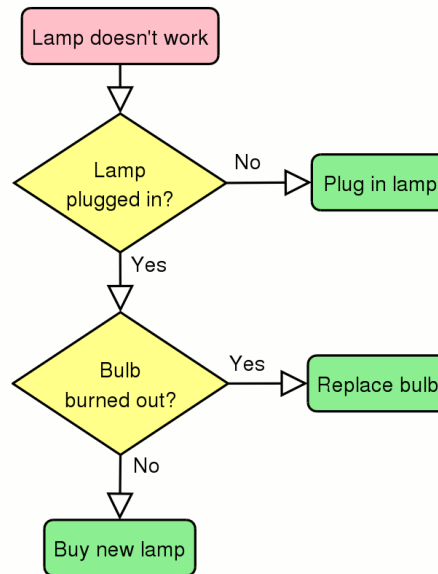 Lamp doesn't work
Lamp
plugged in?
No
Plug in lamp
Yes
Bulb
burned out?
Yes
Replace bulb
No
Buy new lamp